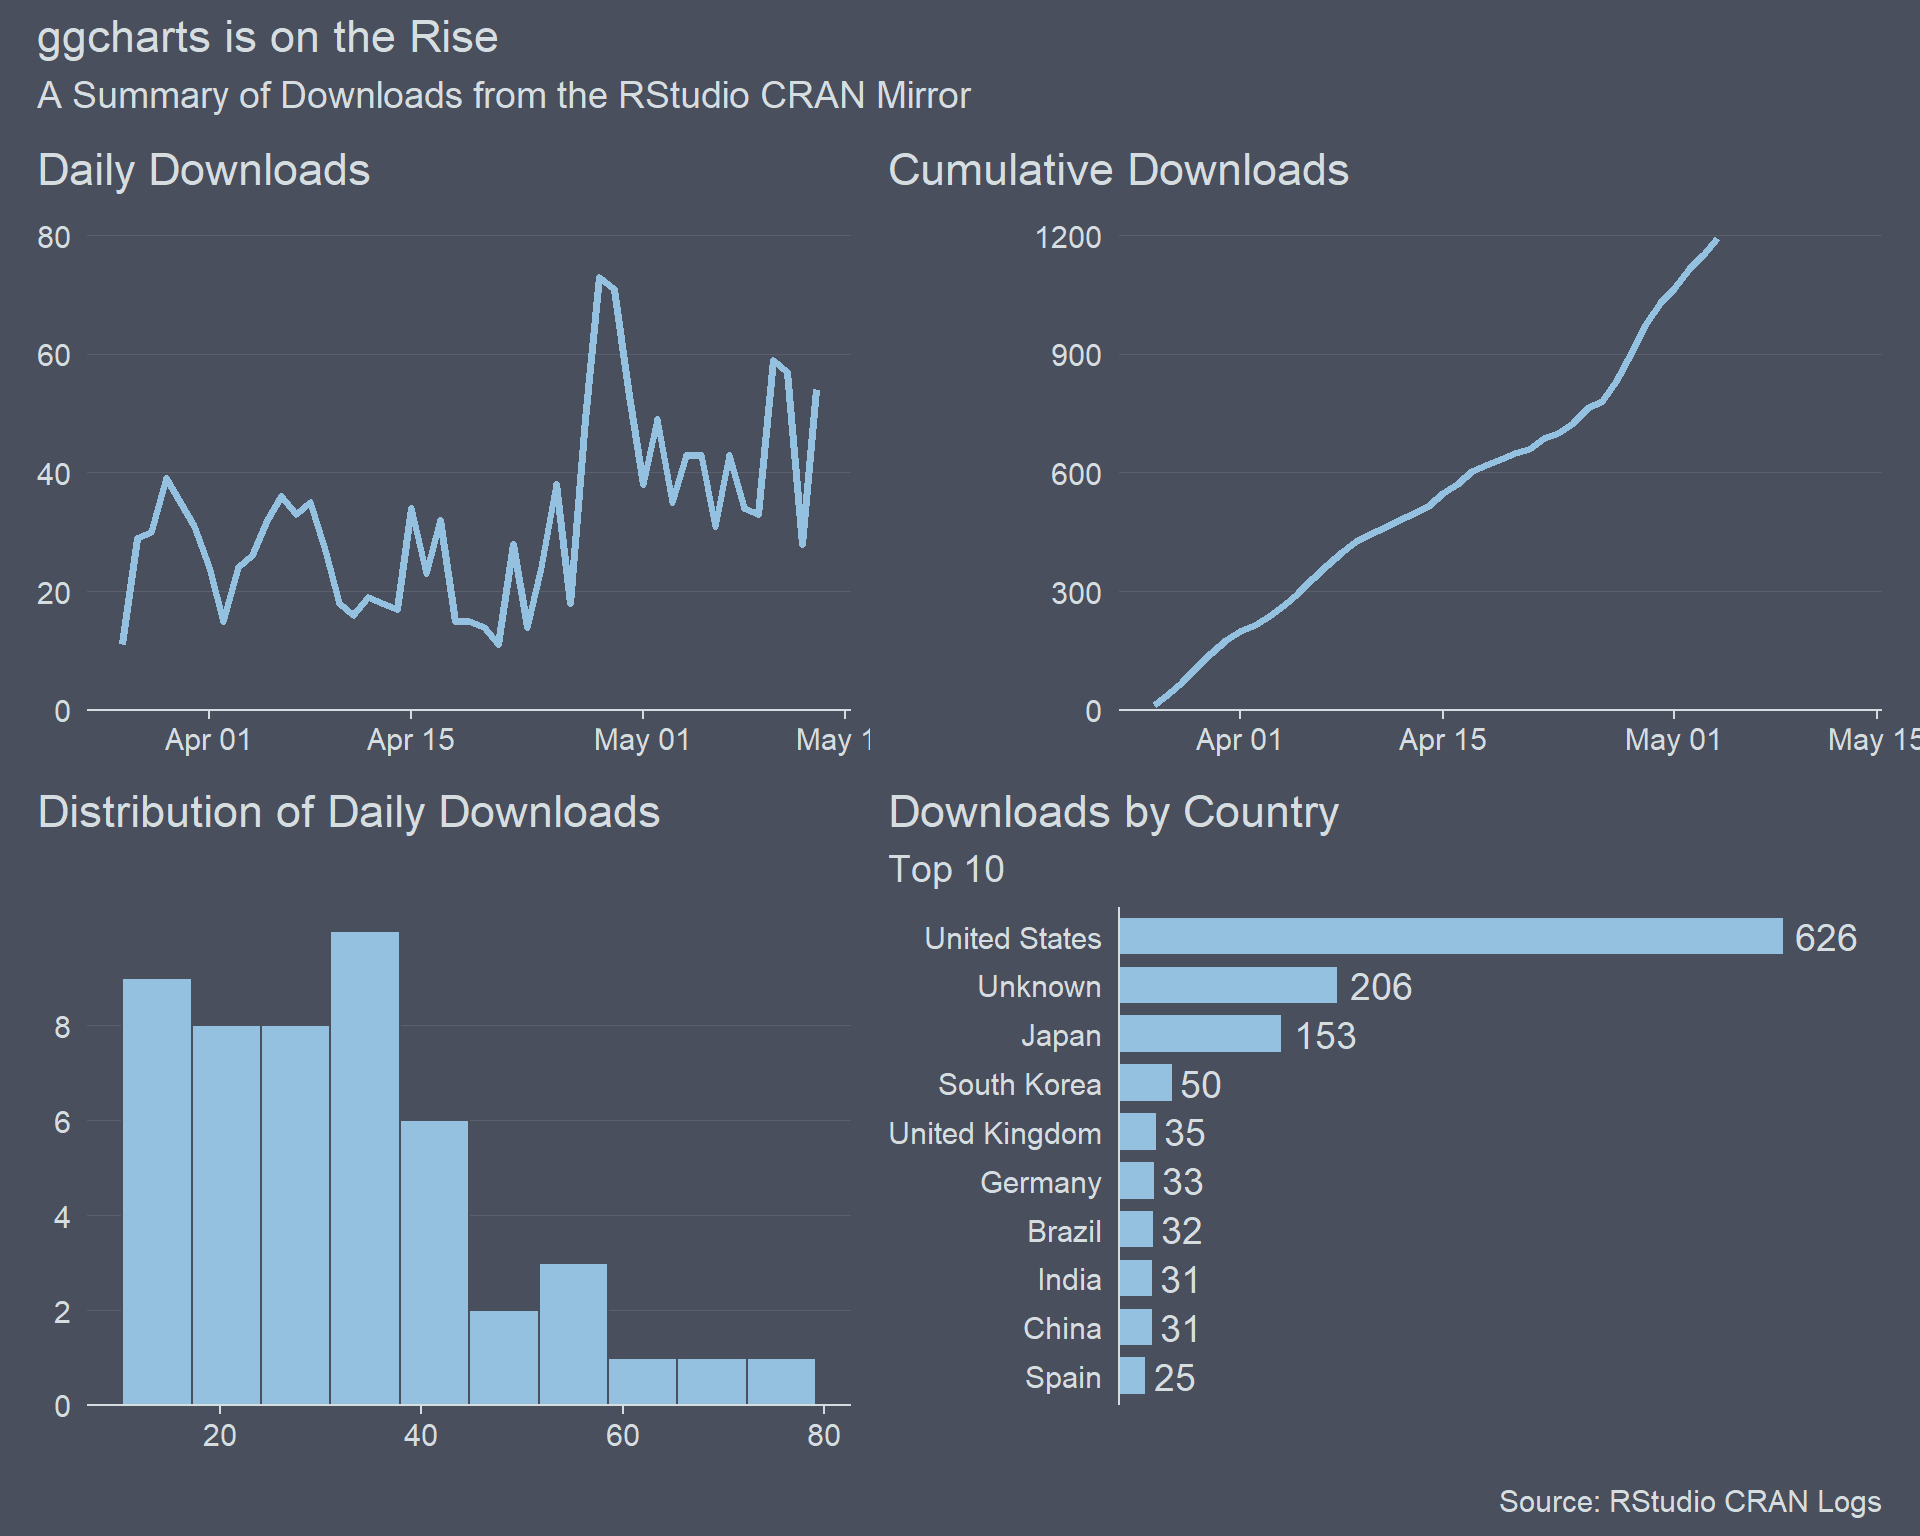 ggcharts is on the Rise
A Summary of Downloads from the RStudio CRAN Mirror
Daily Downloads
80
60
40
20
0
Apr 01 Apr 15 May 01 May 1
Cumulative Downloads
1200
900
600
300
0
Apr 01 Apr 15 May 01 May 15
Distribution of Daily Downloads
8
6
4
2
0
20 40 60 80
Downloads by Country
Top 10
United States 626
Unknown 206
Japan 153
South Korea 50
United Kingdom 35
Germany 33
Brazil 32
India 31
China 31
Spain 25
Source: RStudio CRAN Logs